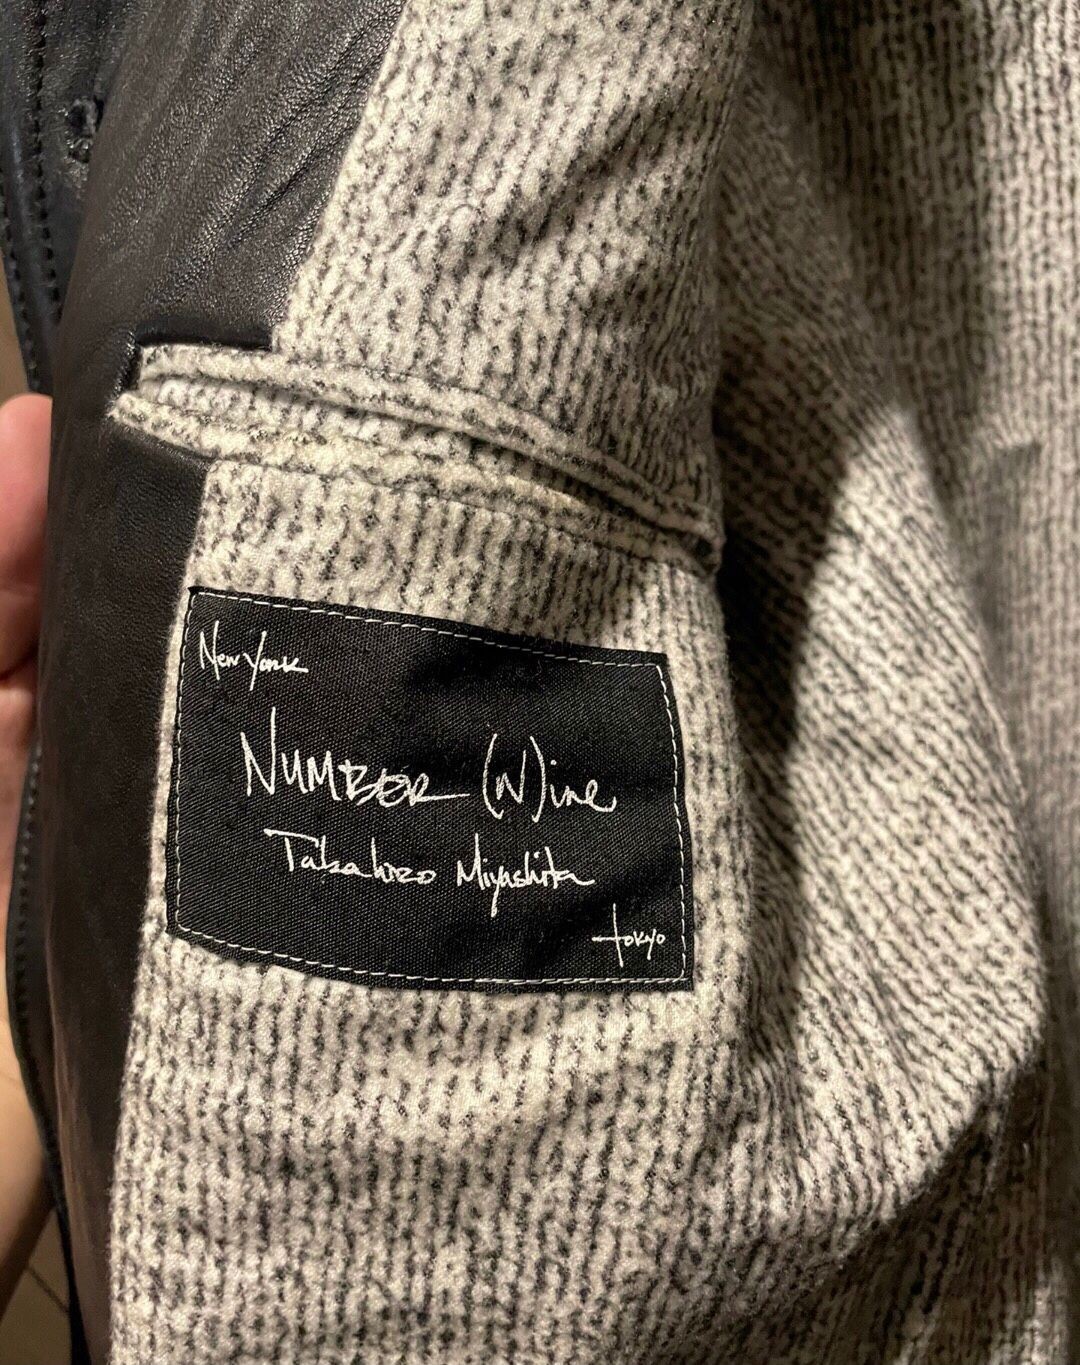 New York
NUMBER (N)ine
Takahiro Miyashita
Tokyo